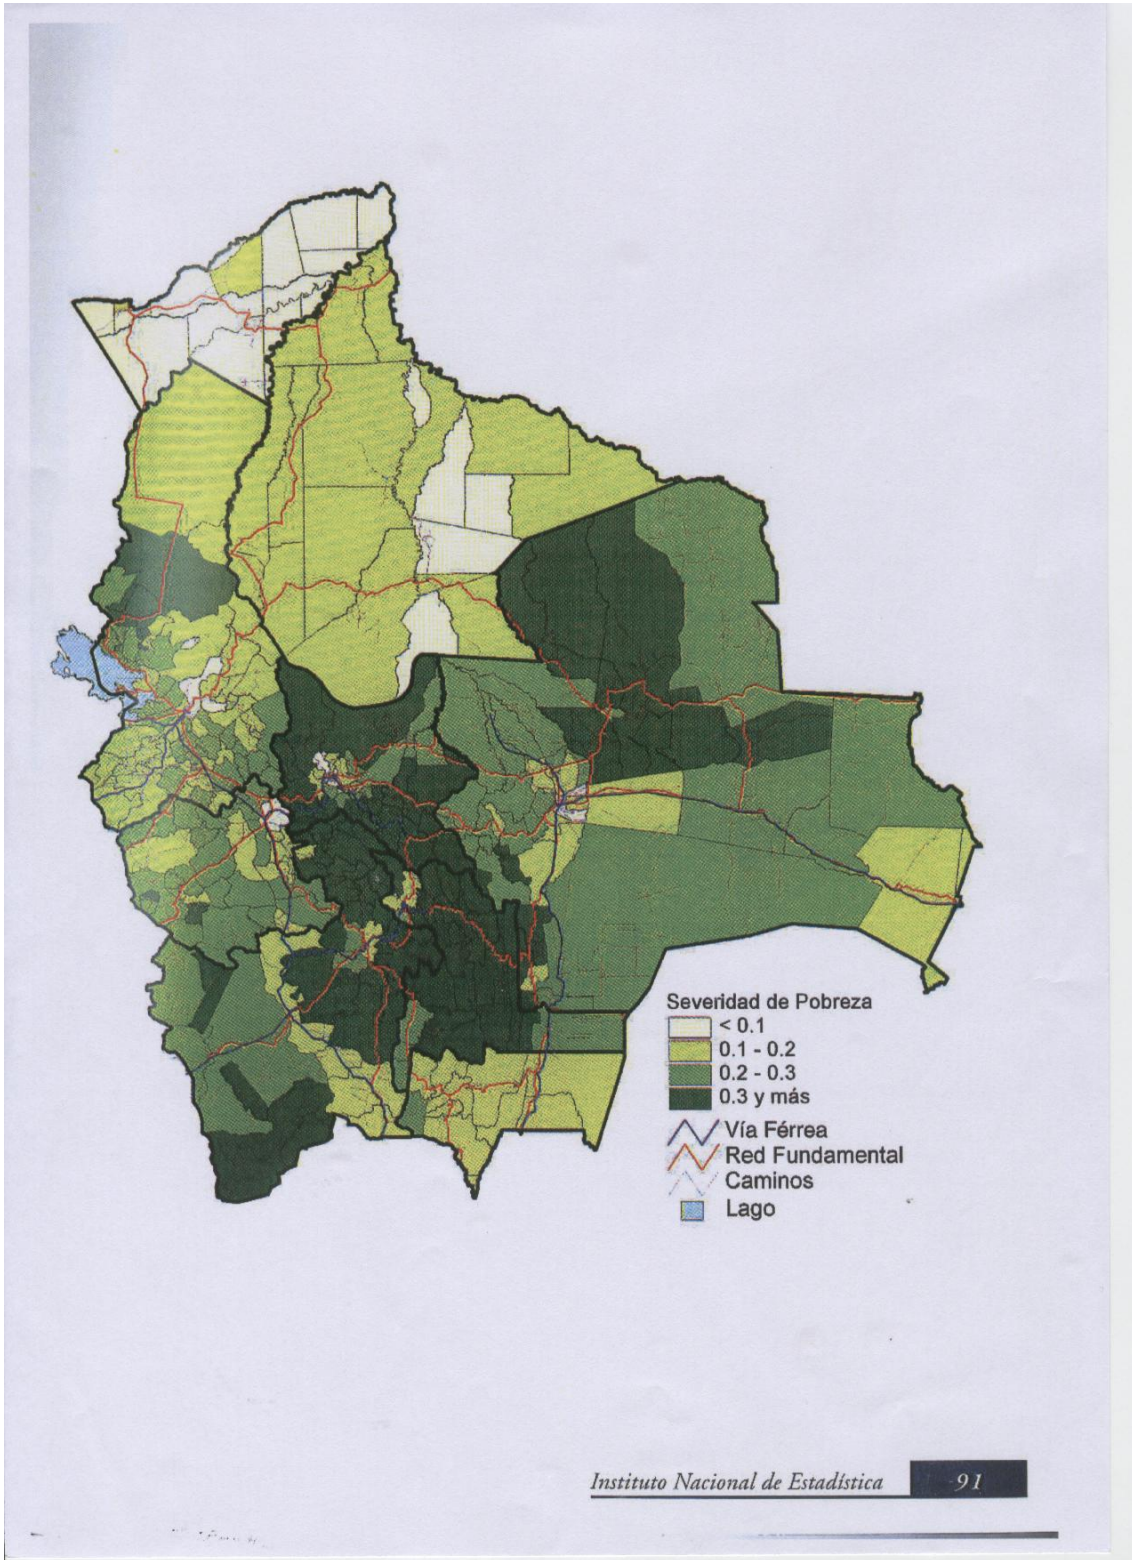 Severidad de Pobreza
< 0.1
0.1 - 0.2
0.2 - 0.3
0.3 y más
Vía Férrea
Red Fundamental
Caminos
Lago
Instituto Nacional de Estadística
91